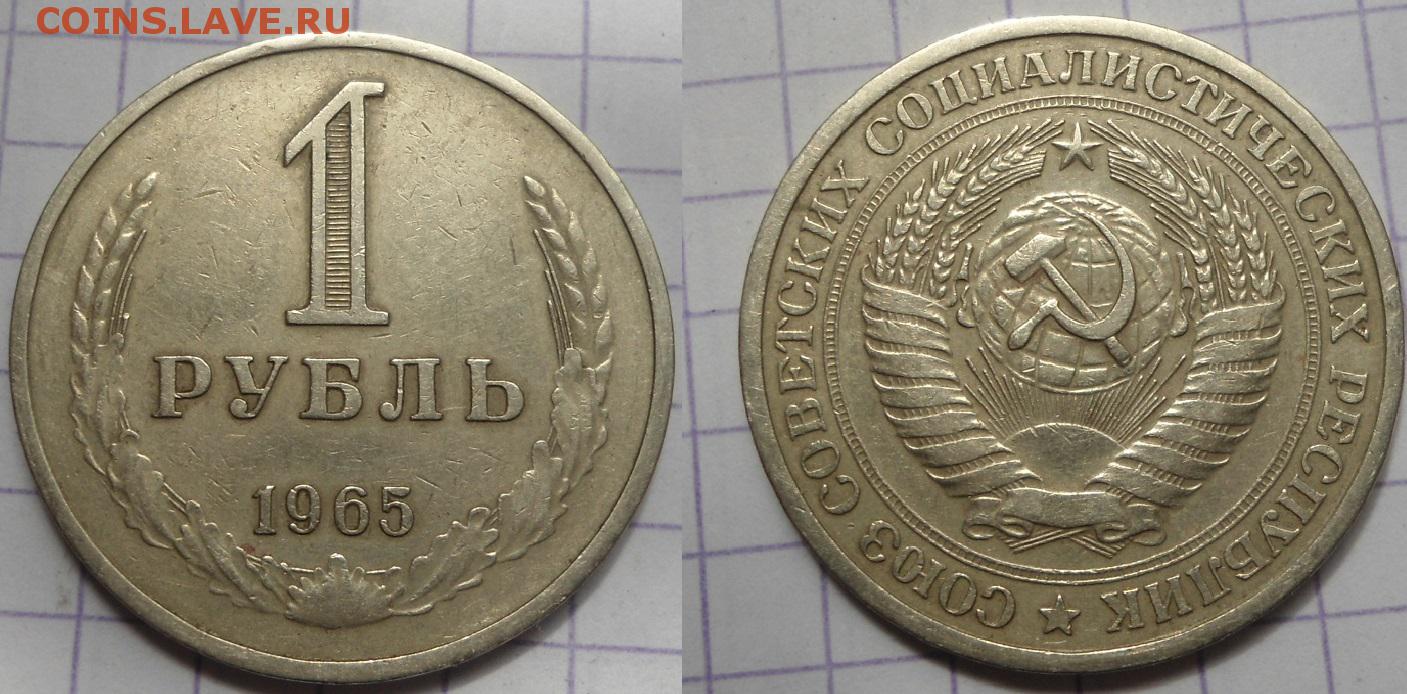 COINS.LAVE.RU
1
РУБЛЬ
1965
СОЮЗ СОВЕТСКИХ СОЦИАЛИСТИЧЕСКИХ РЕСПУБЛИК